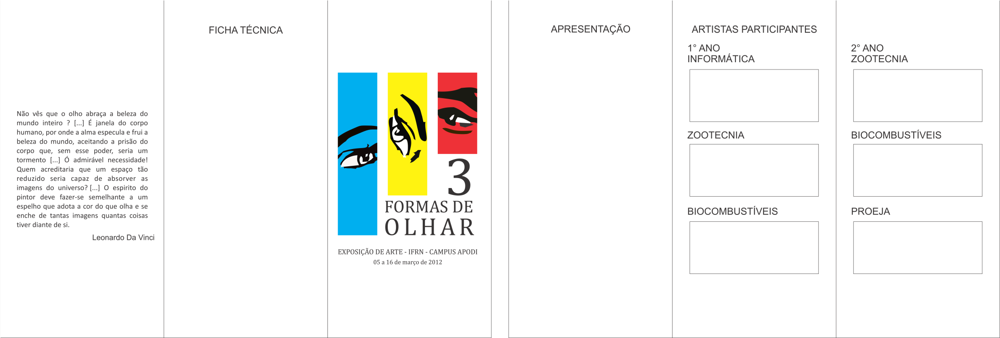 Não vês que o olho abraça a beleza do
mundo inteiro ? [...] É janela do corpo
humano, por onde a alma especula e frui a
beleza do mundo, aceitando a prisão do
corpo que, sem esse poder, seria um
tormento [...] Ó admirável necessidade!
Quem acreditaria que um espaço tão
reduzido seria capaz de absorver as
imagens do universo? [...] O espirito do
pintor deve fazer-se semelhante a um
espelho que adota a cor do que olha e se
enche de tantas imagens quantas coisas
tiver diante de si.
Leonardo Da Vinci
FICHA TÉCNICA
3
FORMAS DE
OLHAR
EXPOSIÇÃO DE ARTE - IFRN - CAMPUS APODI
05 a 16 de março de 2012
APRESENTAÇÃO
ARTISTAS PARTICIPANTES
1° ANO
INFORMÁTICA
ZOOTECNIA
BIOCOMBUSTÍVEIS
2° ANO
ZOOTECNIA
BIOCOMBUSTÍVEIS
PROEJA